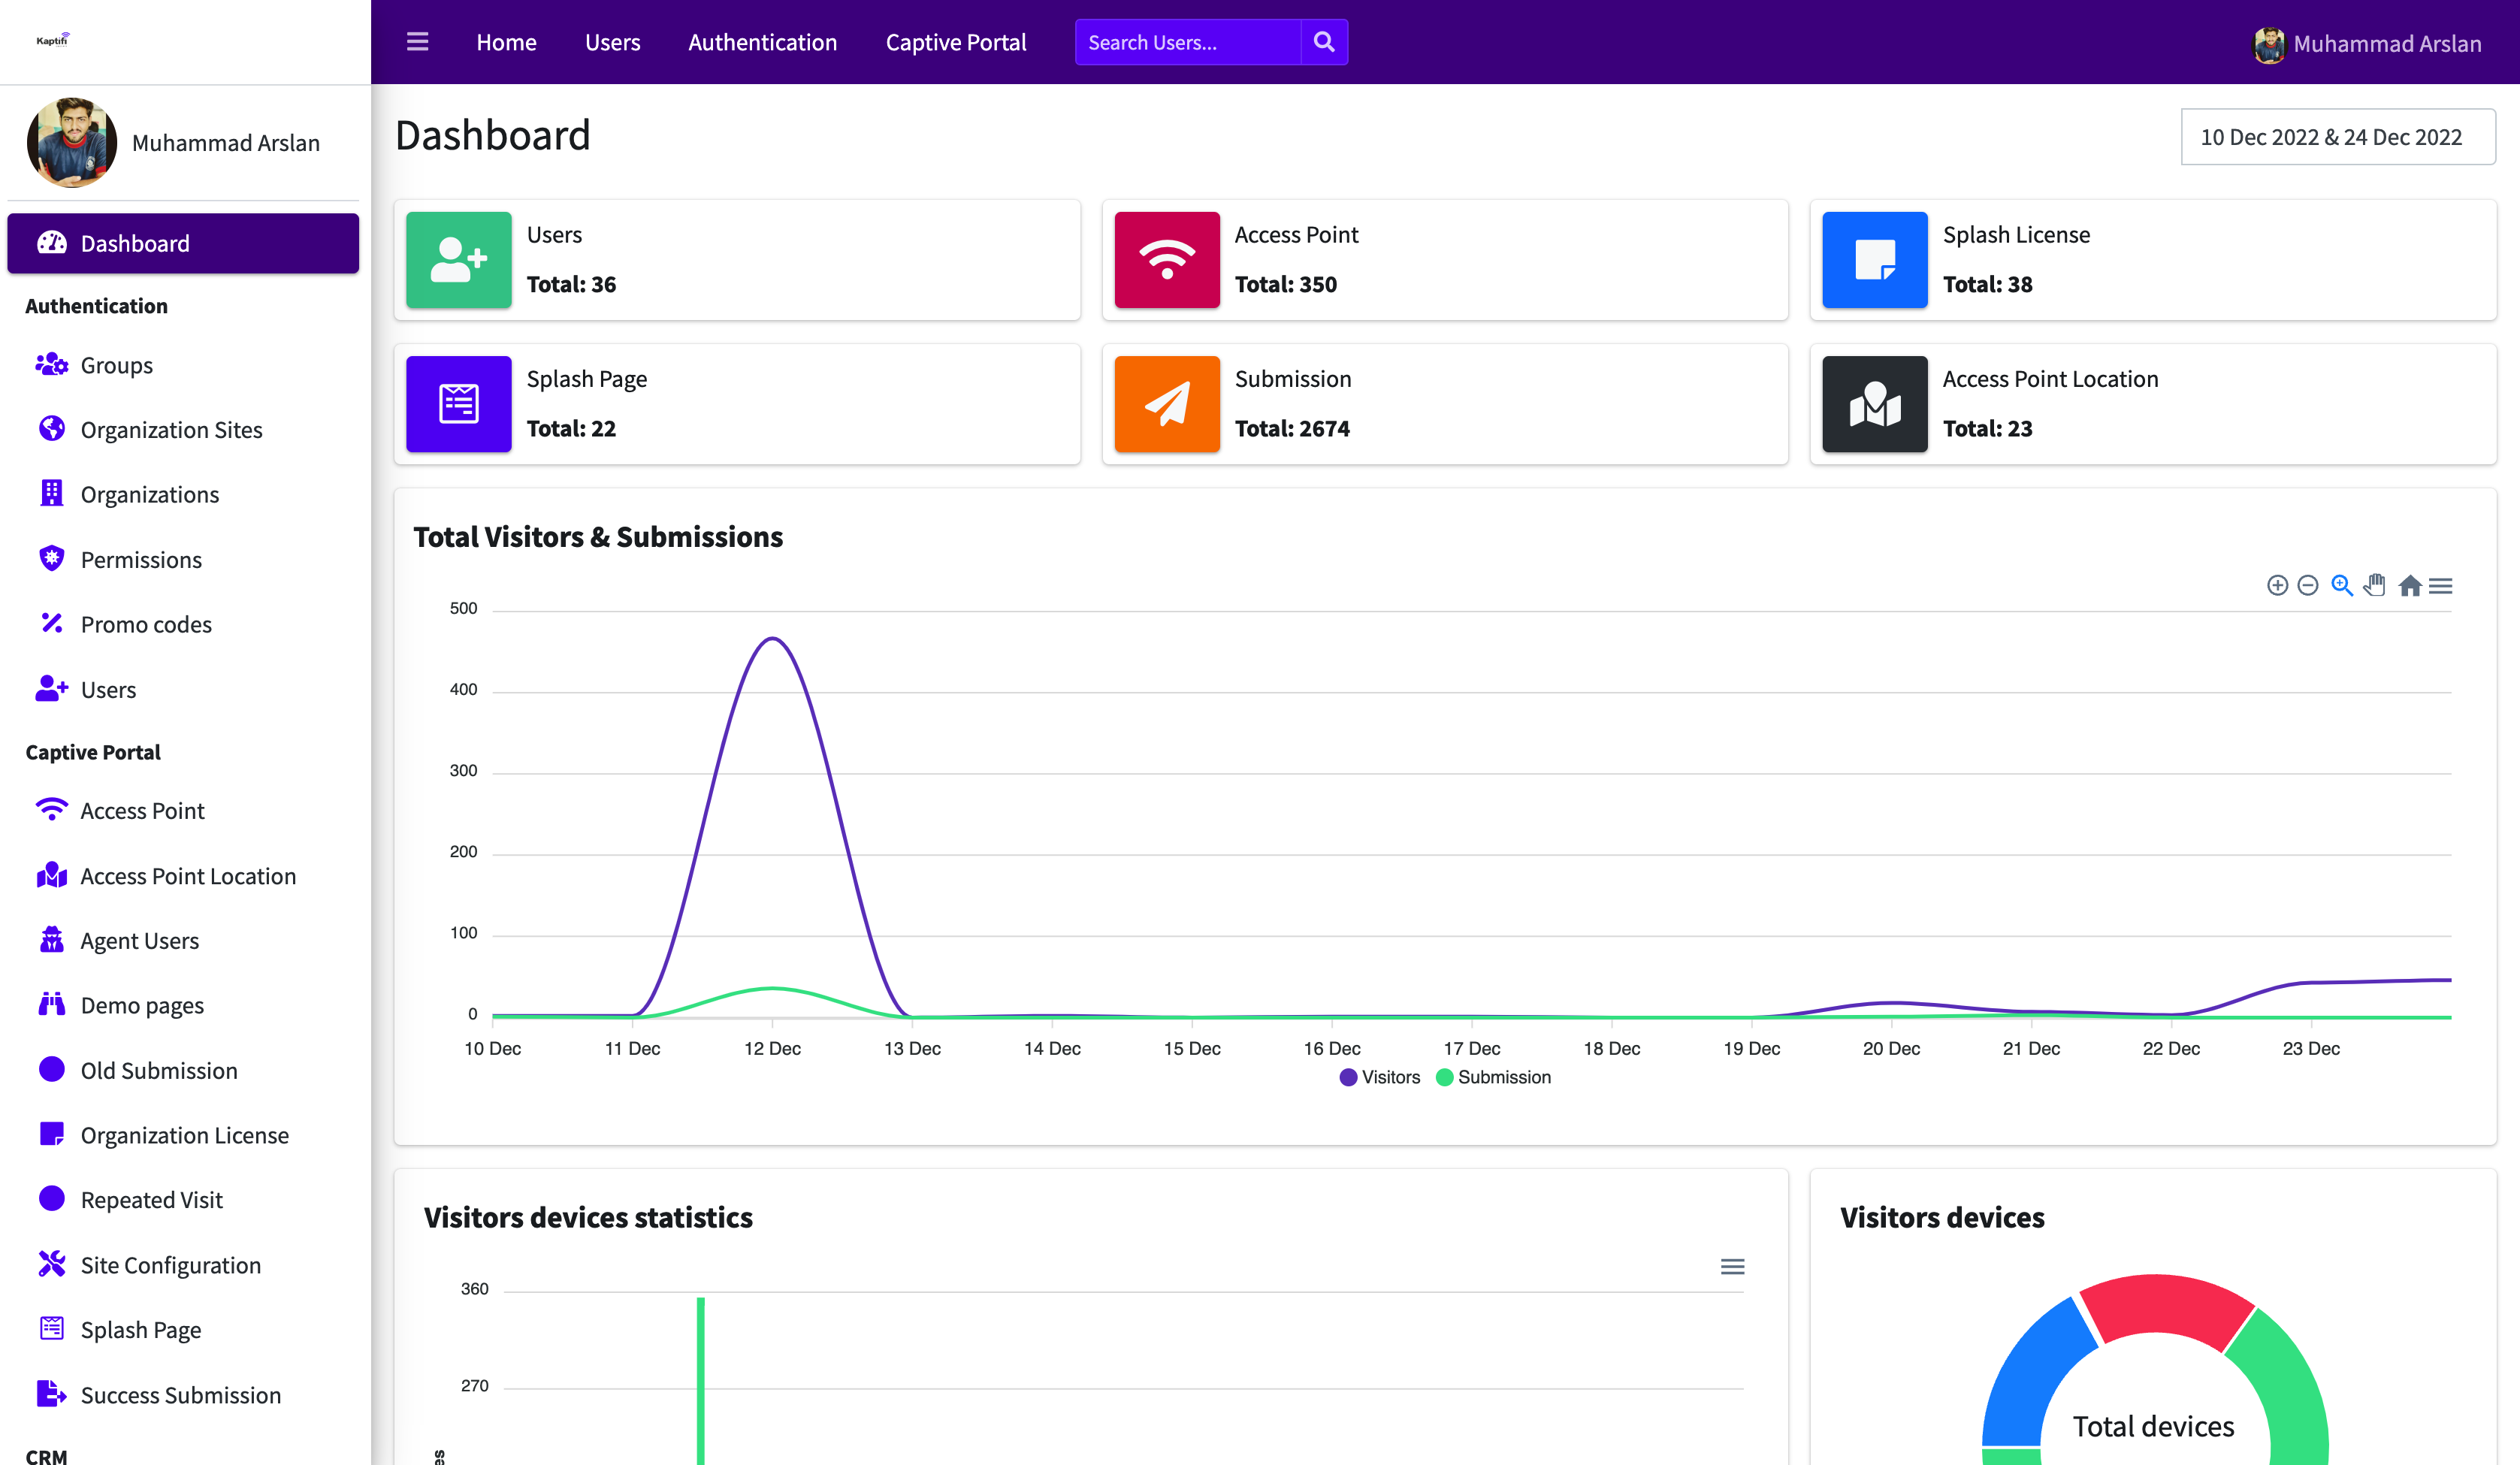 Kaptifi
Home
Users
Authentication
Captive Portal
Search Users...
Muhammad Arslan
Muhammad Arslan
Dashboard
Authentication
Groups
Organization Sites
Organizations
Permissions
Promo codes
Users
Captive Portal
Access Point
Access Point Location
Agent Users
Demo pages
Old Submission
Organization License
Repeated Visit
Site Configuration
Splash Page
Success Submission
CRM
Dashboard
10 Dec 2022 & 24 Dec 2022
Users
Total: 36
Access Point
Total: 350
Splash License
Total: 38
Splash Page
Total: 22
Submission
Total: 2674
Access Point Location
Total: 23
Total Visitors & Submissions
500
400
300
200
100
0
10 Dec
11 Dec
12 Dec
13 Dec
14 Dec
15 Dec
16 Dec
17 Dec
18 Dec
19 Dec
20 Dec
21 Dec
22 Dec
23 Dec
Visitors
Submission
Visitors devices statistics
360
270
Visitors devices
Total devices